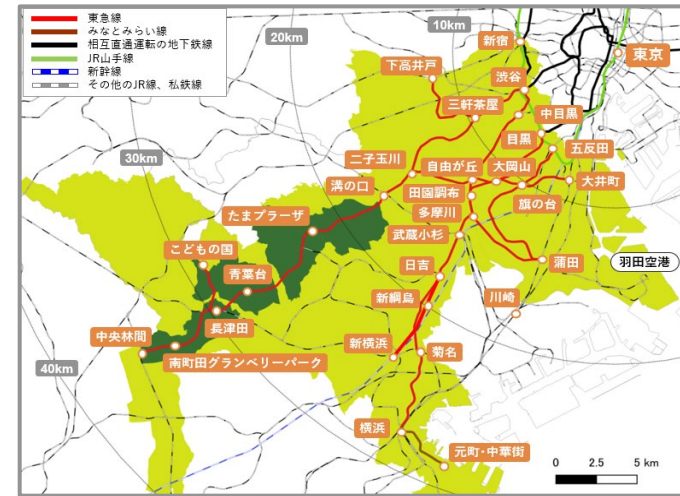 東急線
みなとみらい線
相互直通運転の地下鉄線
JR山手線
新幹線
その他のJR線、私鉄線
10km
20km
30km
40km
新宿
東京
下高井戸
渋谷
三軒茶屋
中目黒
目黒
五反田
二子玉川
自由が丘
大岡山
大井町
溝の口
田園調布
旗の台
たまプラーザ
多摩川
武蔵小杉
こどもの国
日吉
蒲田
羽田空港
青葉台
新綱島
川崎
長津田
中央林間
南町田グランベリーパーク
新横浜
菊名
横浜
元町・中華街
0 2.5 5 km